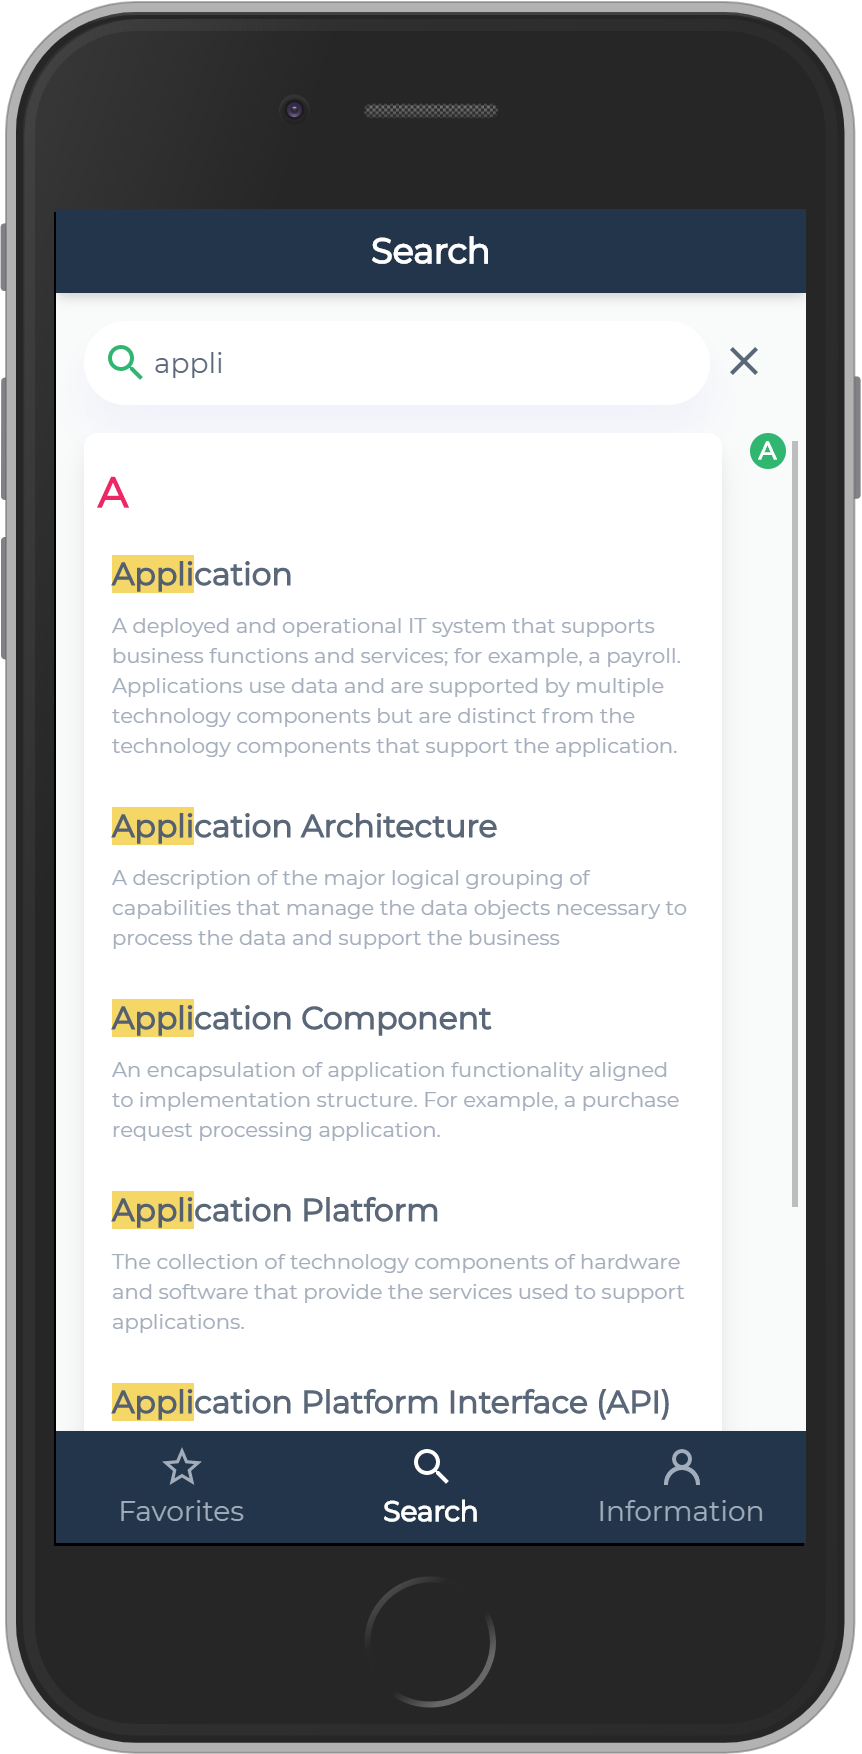 Search
appli
A
A
Application
A deployed and operational IT system that supports
business functions and services; for example, a payroll.
Applications use data and are supported by multiple
technology components but are distinct from the
technology components that support the application.
Application Architecture
A description of the major logical grouping of
capabilities that manage the data objects necessary to
process the data and support the business
Application Component
An encapsulation of application functionality aligned
to implementation structure. For example, a purchase
request processing application.
Application Platform
The collection of technology components of hardware
and software that provide the services used to support
applications.
Application Platform Interface (API)
Favorites
Search
Information